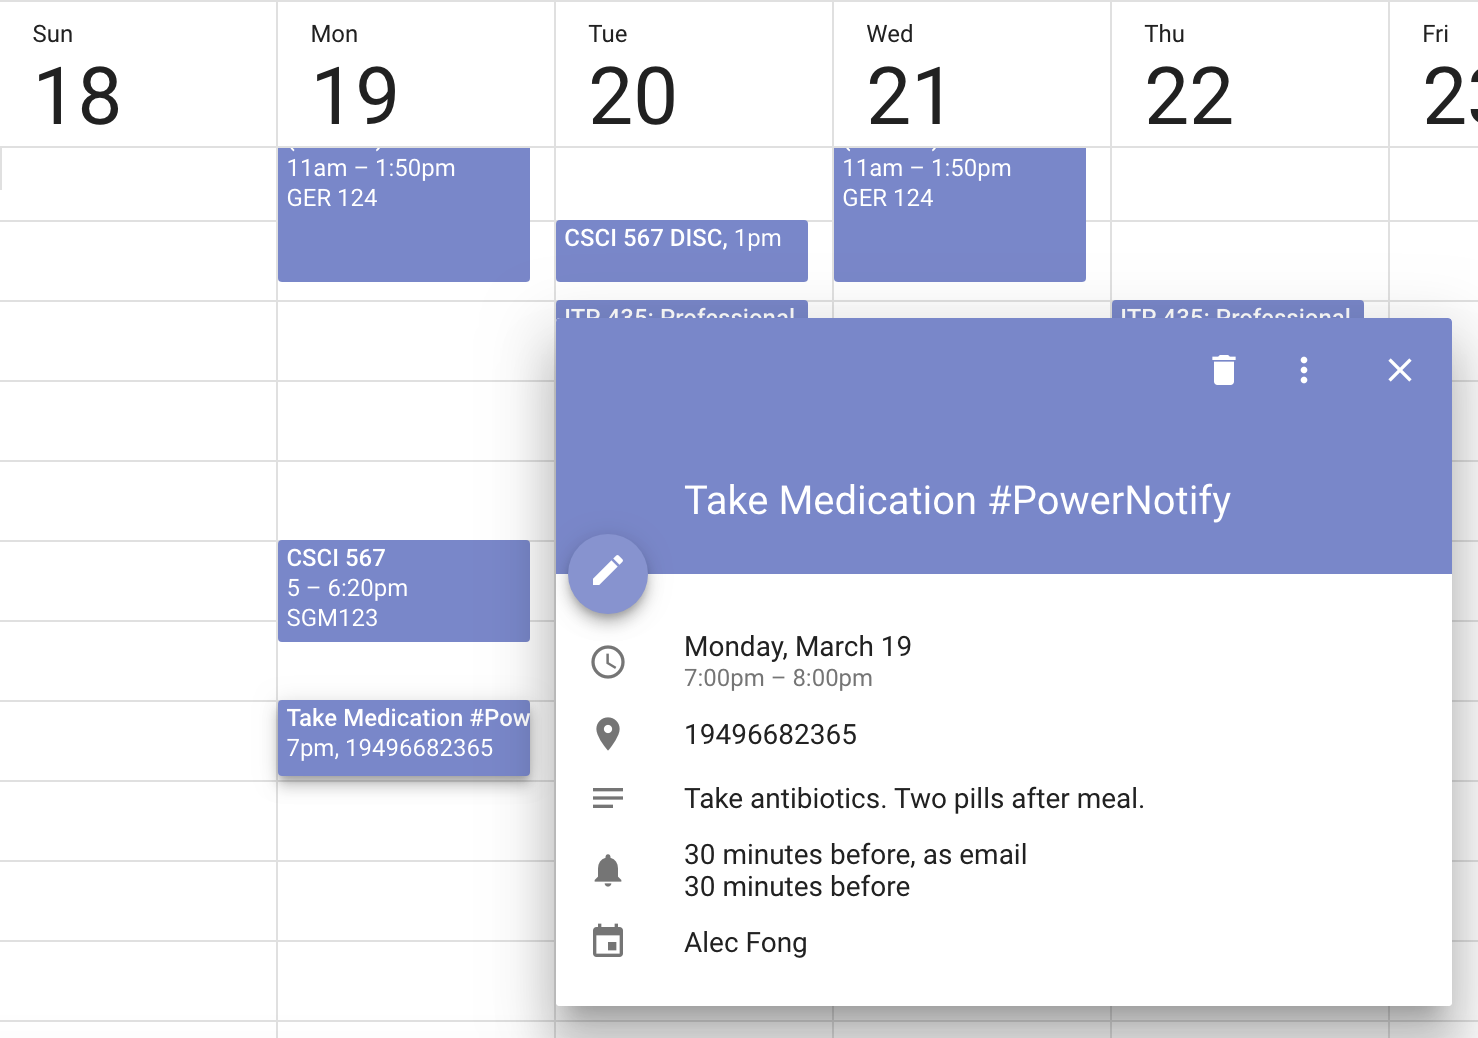 Sun
Mon
Tue
Wed
Thu
Fri
18
19
20
21
22
11am – 1:50pm
GER 124
11am – 1:50pm
GER 124
CSCI 567 DISC, 1pm
ITP 435: Professional
ITP 435: Professional
Take Medication #PowerNotify
CSCI 567
5 – 6:20pm
SGM123
Take Medication #Pow
7pm, 19496682365
Monday, March 19
7:00pm – 8:00pm
19496682365
Take antibiotics. Two pills after meal.
30 minutes before, as email
30 minutes before
Alec Fong